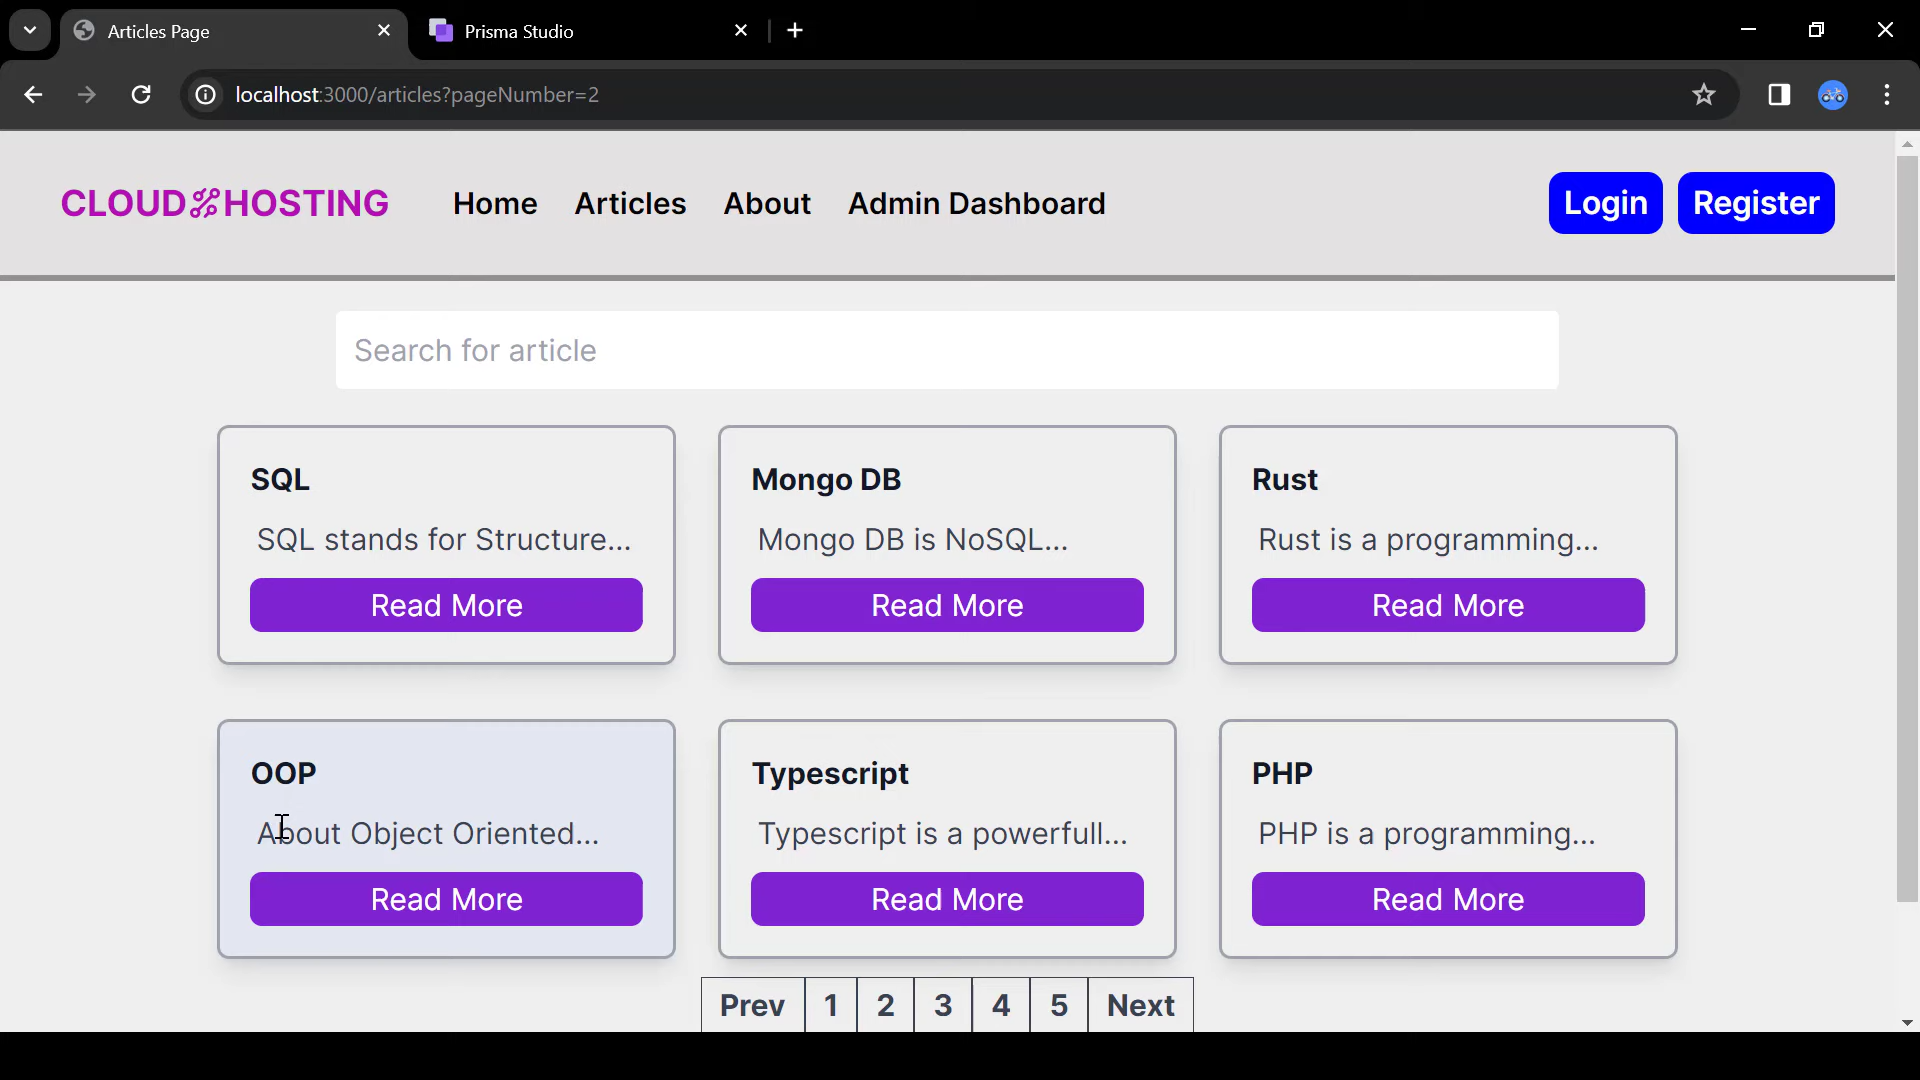 Articles Page
Prisma Studio
localhost:3000/articles?pageNumber=2
CLOUD HOSTING
Home
Articles
About
Admin Dashboard
Login
Register
Search for article
SQL
SQL stands for Structure...
Read More
Mongo DB
Mongo DB is NoSQL...
Read More
Rust
Rust is a programming...
Read More
OOP
About Object Oriented...
Read More
Typescript
Typescript is a powerfull...
Read More
PHP
PHP is a programming...
Read More
Prev 1 2 3 4 5 Next